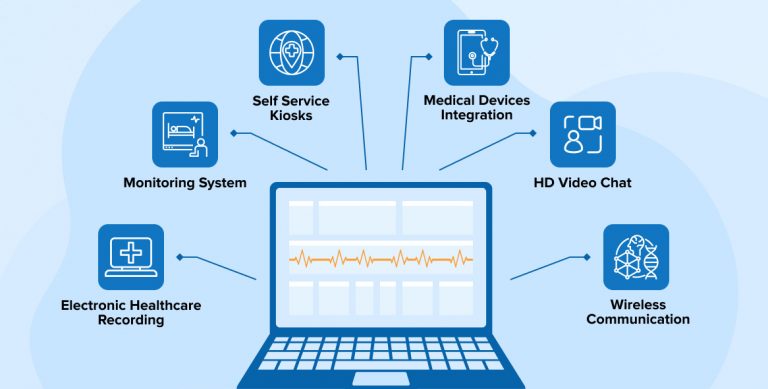 Self Service
Kiosks
Medical Devices
Integration
Monitoring System
HD Video Chat
Electronic Healthcare
Recording
Wireless
Communication